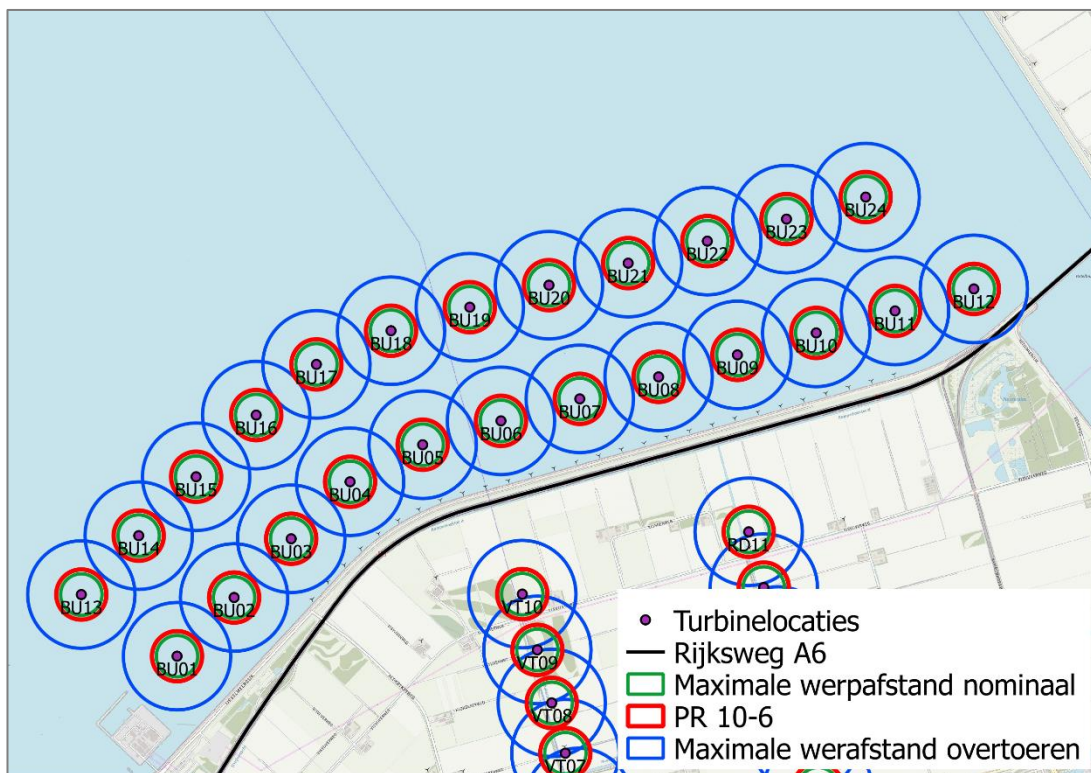 BU24
BU23
BU22
BU21
BU20
BU12
BU19
BU11
BU18
BU10
BU17
BU09
BU08
BU07
BU16
BU06
BU05
BU15
BU04
BU14
BU03
RD11
BU13
BU02
VT10
BU01
VT09
VT08
VT07
Turbinelocaties
Rijksweg A6
Maximale werpafstand nominaal
PR 10-6
Maximale werafstand overtoeren